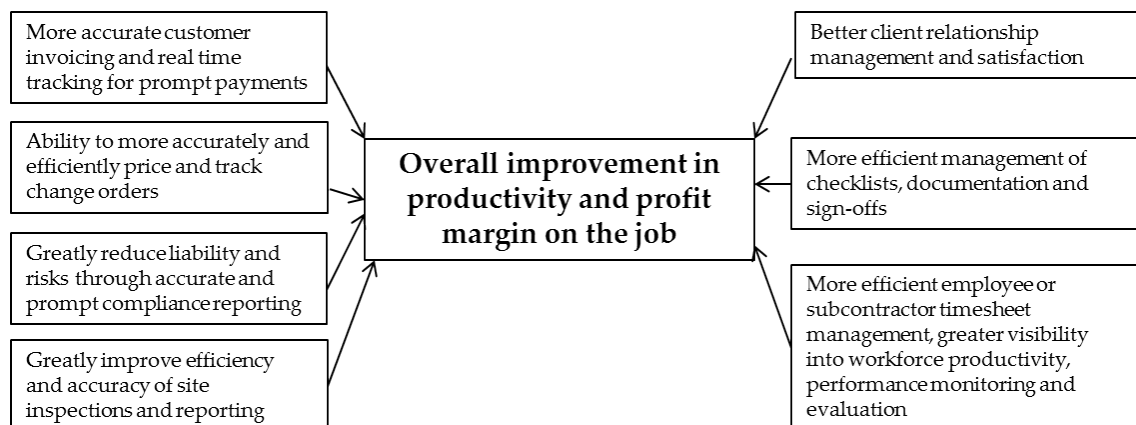 More accurate customer
invoicing and real time
tracking for prompt payments
Ability to more accurately and
efficiently price and track
change orders
Greatly reduce liability and
risks through accurate and
prompt compliance reporting
Greatly improve efficiency
and accuracy of site
inspections and reporting
Overall improvement in
productivity and profit
margin on the job
Better client relationship
management and satisfaction
More efficient management of
checklists, documentation and
sign-offs
More efficient employee or
subcontractor timesheet
management, greater visibility
into workforce productivity,
performance monitoring and
evaluation